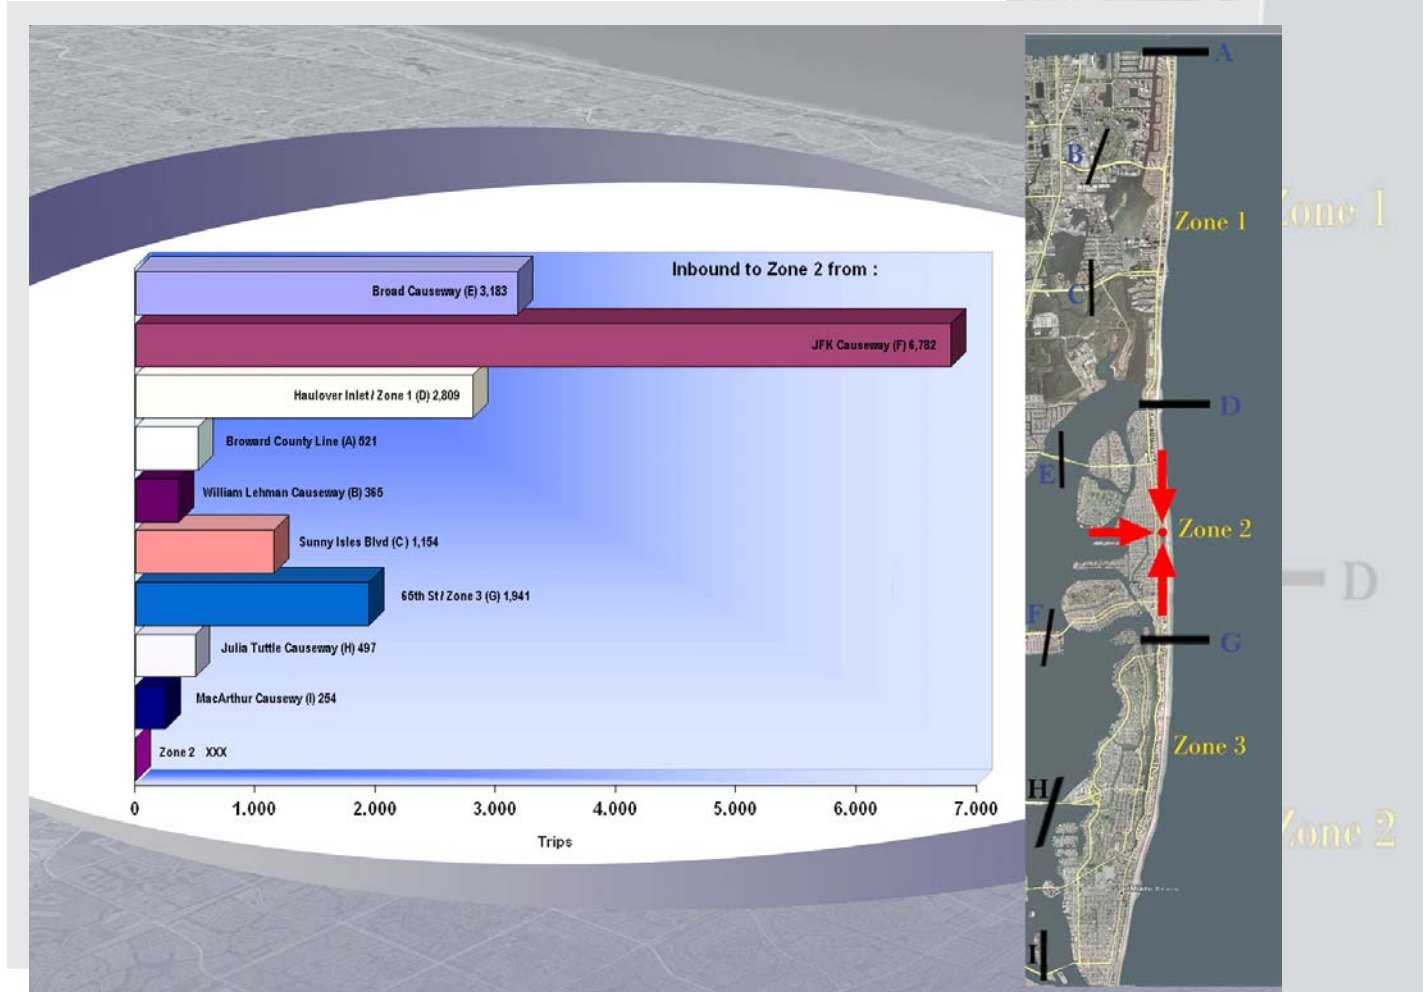 Inbound to Zone 2 from :
Broad Causeway (E) 3,183
JFK Causeway (F) 6,782
Haulover Inlet / Zone 1 (D) 2,809
Broward County Line (A) 521
William Lehman Causeway (B) 365
Sunny Isles Blvd (C) 1,154
65th St / Zone 3 (G) 1,941
Julia Tuttle Causeway (H) 497
MacArthur Causewy (I) 254
Zone 2 XXX
0 1.000 2.000 3.000 4.000 5.000 6.000 7.000
Trips
A
B
Zone 1
C
D
E
Zone 2
F
G
Zone 3
H
Miami Beach
I
Zone 1
D
Zone 2